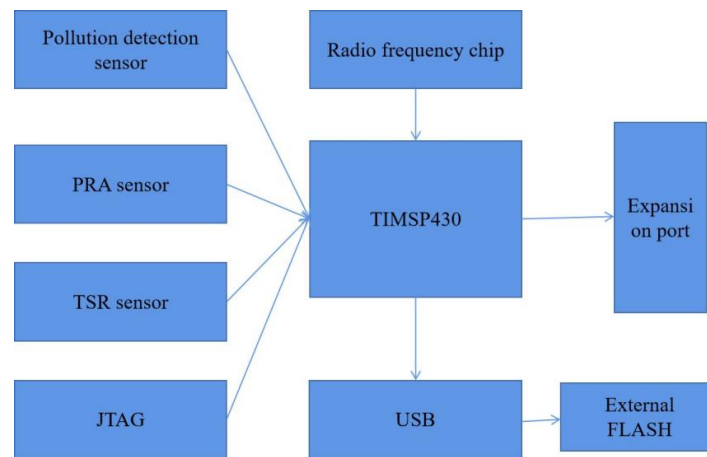 Pollution detection
sensor
Radio frequency chip
PRA sensor
TIMSP430
Expansi
on port
TSR sensor
JTAG
USB
External
FLASH